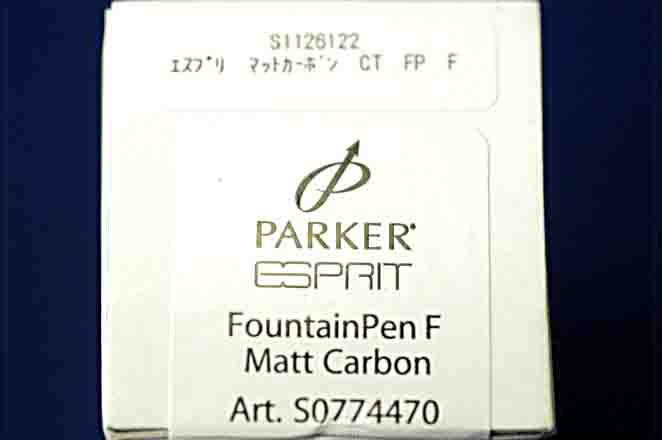 S1126122
ｴｽﾌﾟﾘ ﾏｯﾄｶｰﾎﾞﾝ CT FP F
PARKER
ESPRIT
FountainPen F
Matt Carbon
Art. S0774470